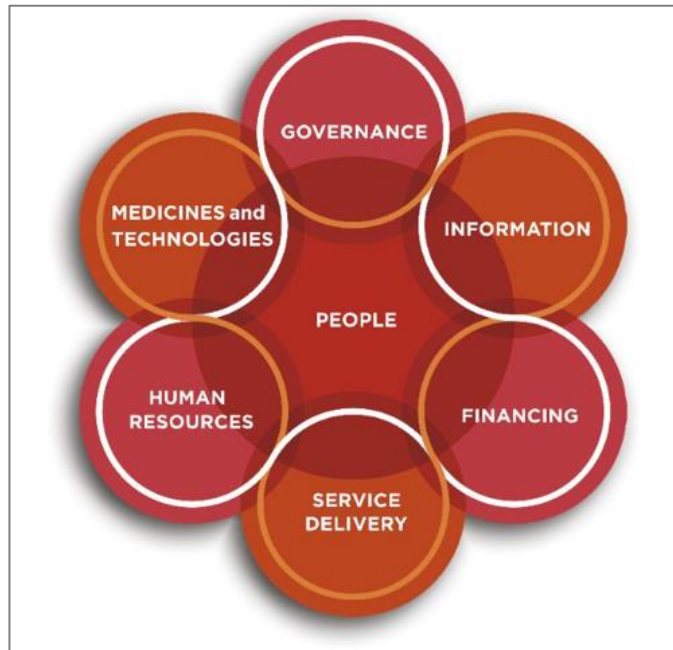 GOVERNANCE
MEDICINES and
TECHNOLOGIES
INFORMATION
PEOPLE
HUMAN
RESOURCES
FINANCING
SERVICE
DELIVERY